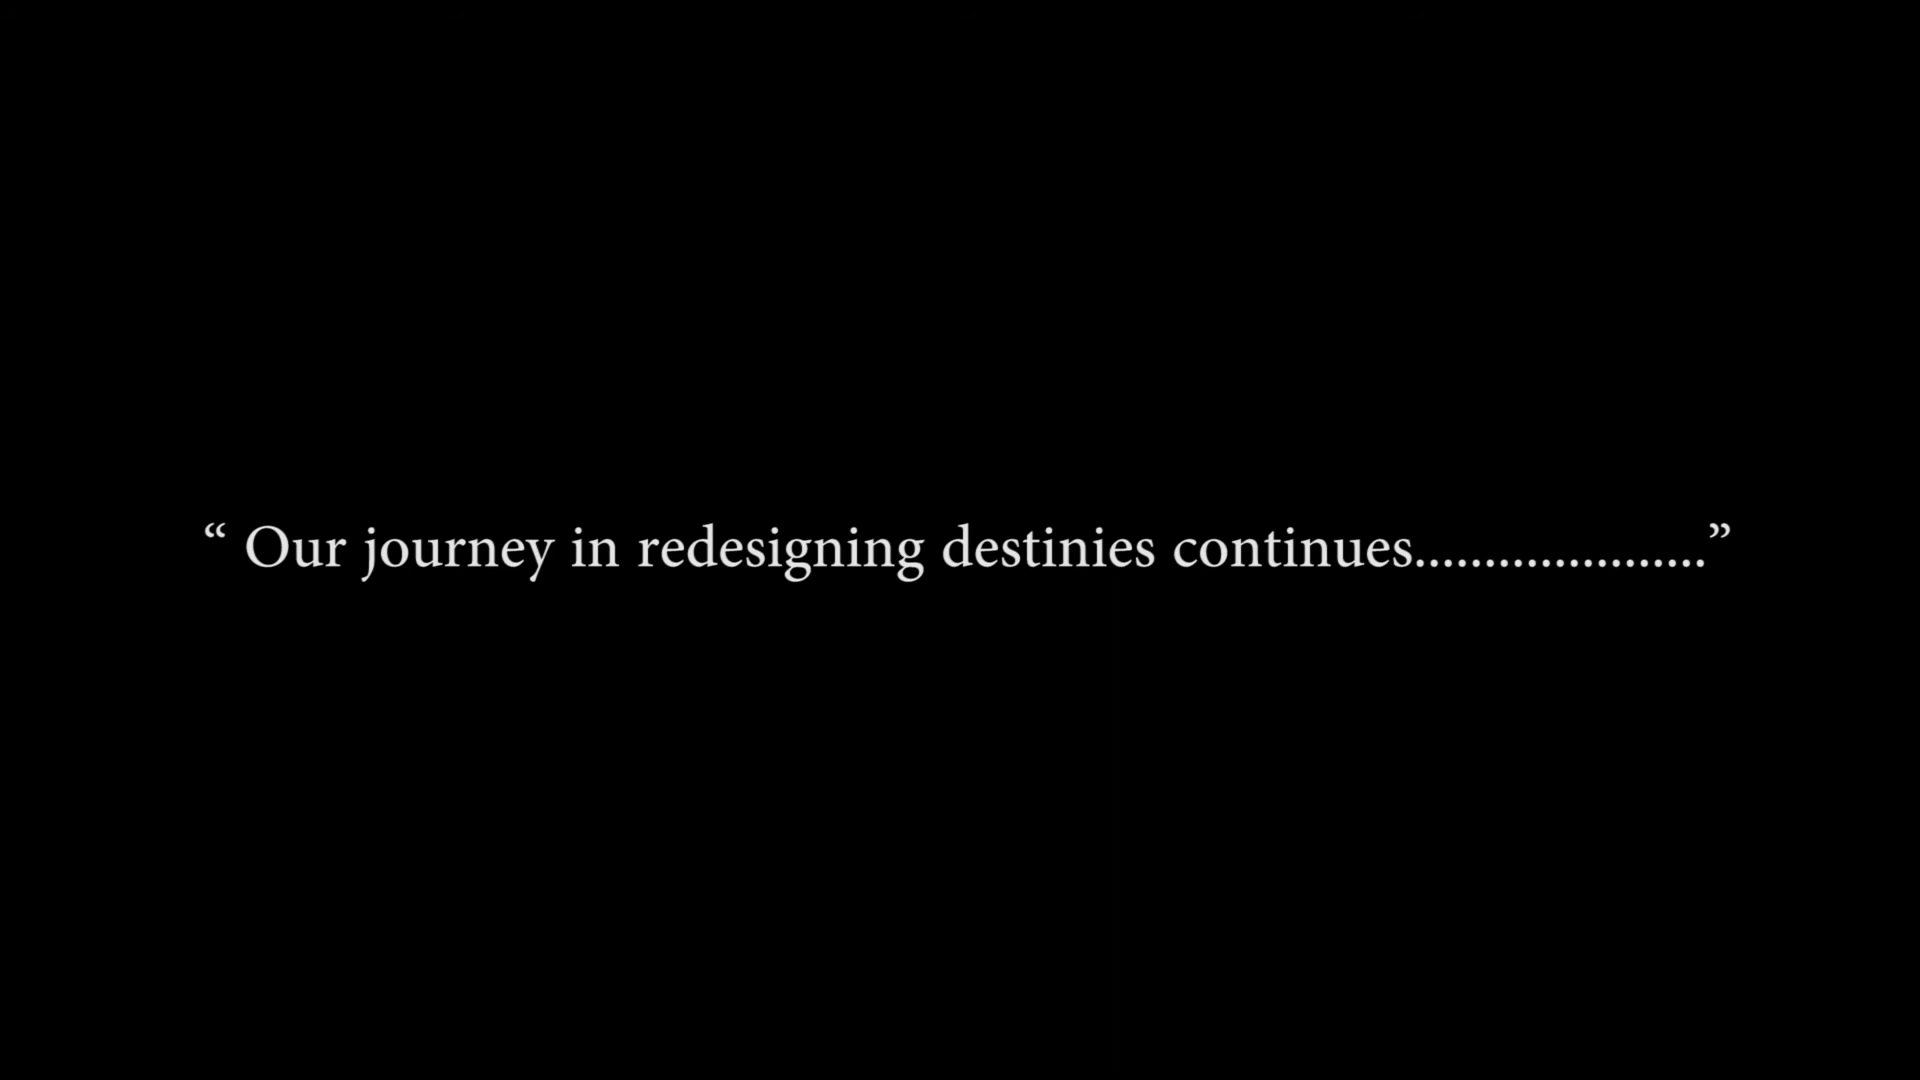 “ Our journey in redesigning destinies continues.....................”